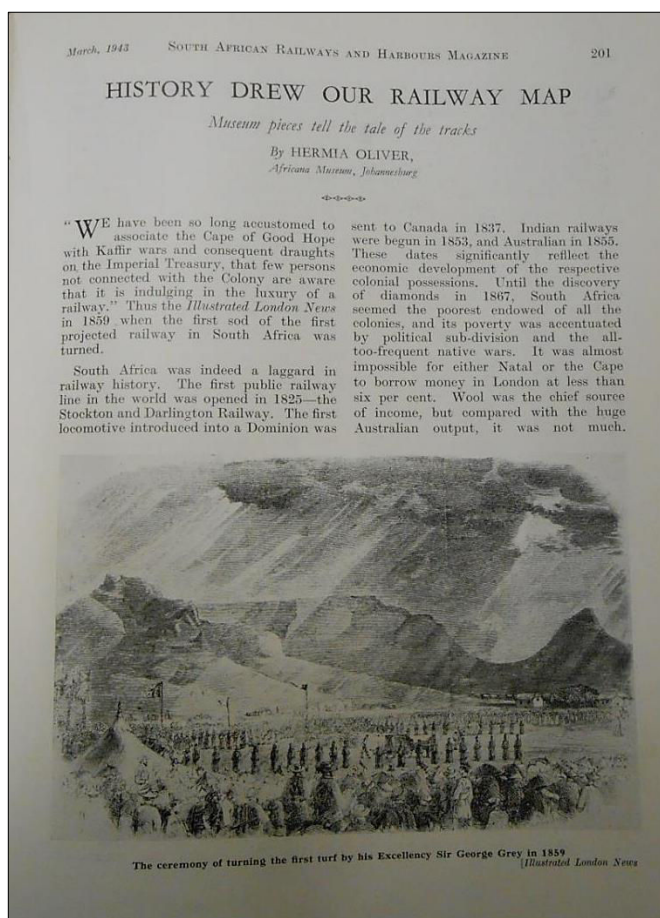 March, 1943 SOUTH AFRICAN RAILWAYS AND HARBOURS MAGAZINE 201
HISTORY DREW OUR RAILWAY MAP
Museum pieces tell the tale of the tracks
By HERMIA OLIVER,
Africana Museum, Johannesburg
“WE have been so long accustomed to
associate the Cape of Good Hope
with Kaffir wars and consequent draughts
on the Imperial Treasury, that few persons
not connected with the Colony are aware
that it is indulging in the luxury of a
railway.” Thus the Illustrated London News
in 1859 when the first sod of the first
projected railway in South Africa was
turned.
South Africa was indeed a laggard in
railway history. The first public railway
line in the world was opened in 1825—the
Stockton and Darlington Railway. The first
locomotive introduced into a Dominion was
sent to Canada in 1837. Indian railways
were begun in 1853, and Australian in 1855.
These dates significantly refllect the
economic development of the respective
colonial possessions. Until the discovery
of diamonds in 1867, South Africa
seemed the poorest endowed of all the
colonies, and its poverty was accentuated
by political sub-division and the all-
too-frequent native wars. It was almost
impossible for either Natal or the Cape
to borrow money in London at less than
six per cent. Wool was the chief source
of income, but compared with the huge
Australian output, it was not much.
The ceremony of turning the first turf by his Excellency Sir George Grey in 1859
[Illustrated London News